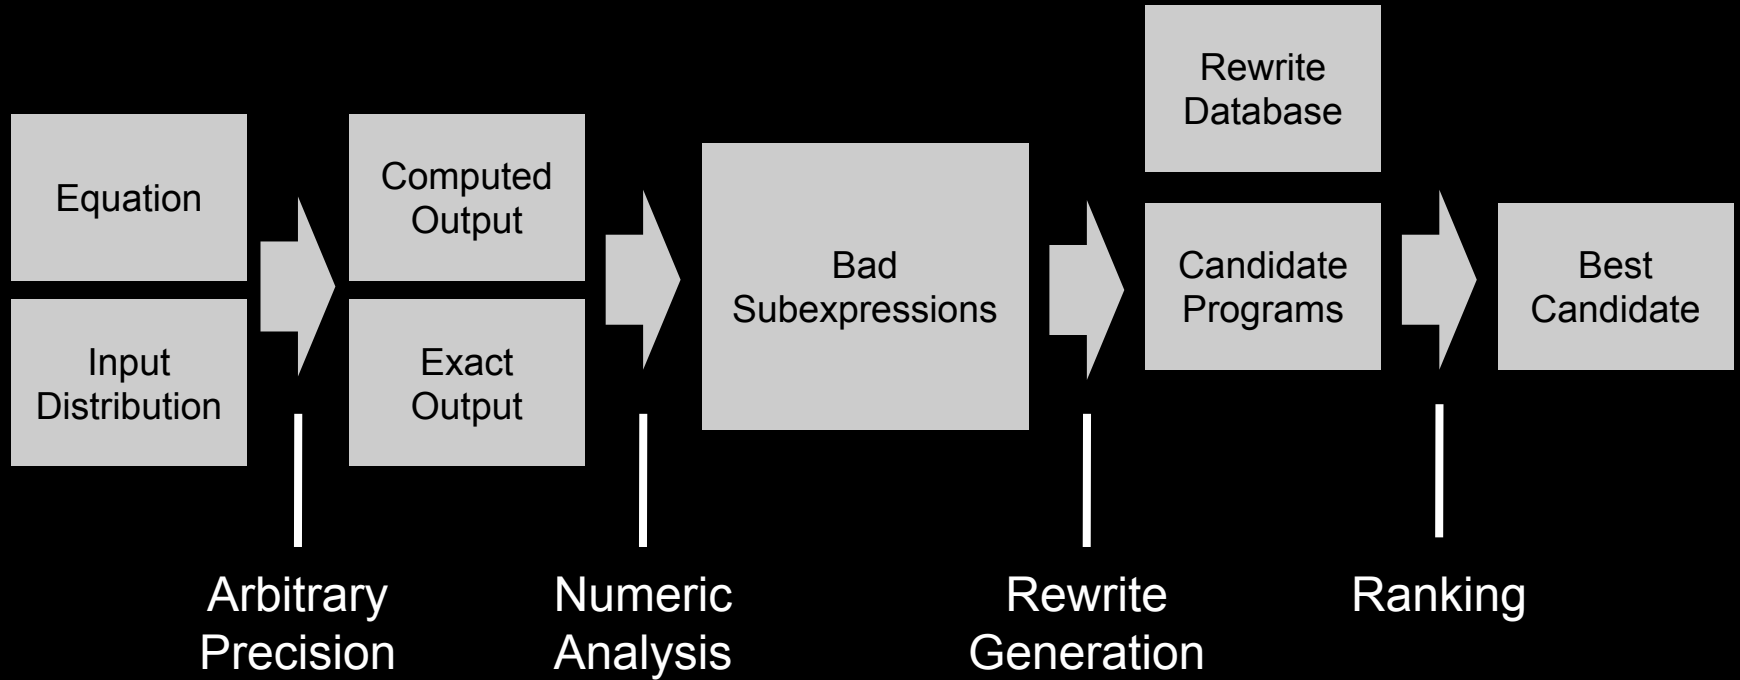 Equation
Input
Distribution
Computed
Output
Exact
Output
Bad
Subexpressions
Rewrite
Database
Candidate
Programs
Best
Candidate
Arbitrary
Precision
Numeric
Analysis
Rewrite
Generation
Ranking